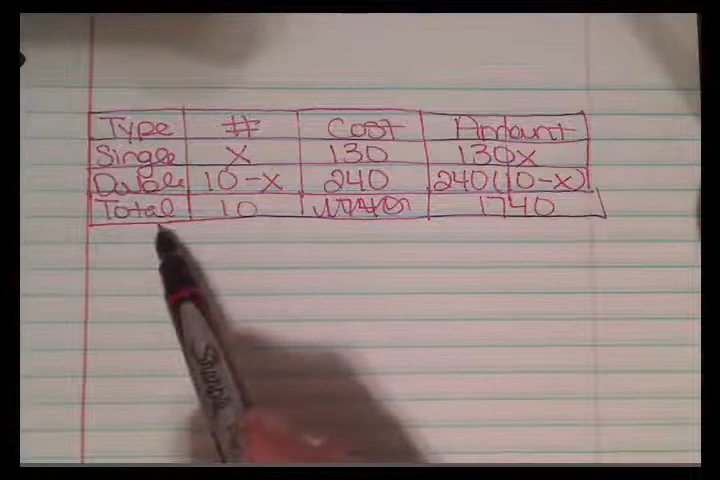 Type # Cost Amount
Single X 130 130x
Double 10-x 240 240(10-x)
Total 10 1740
Sharpie